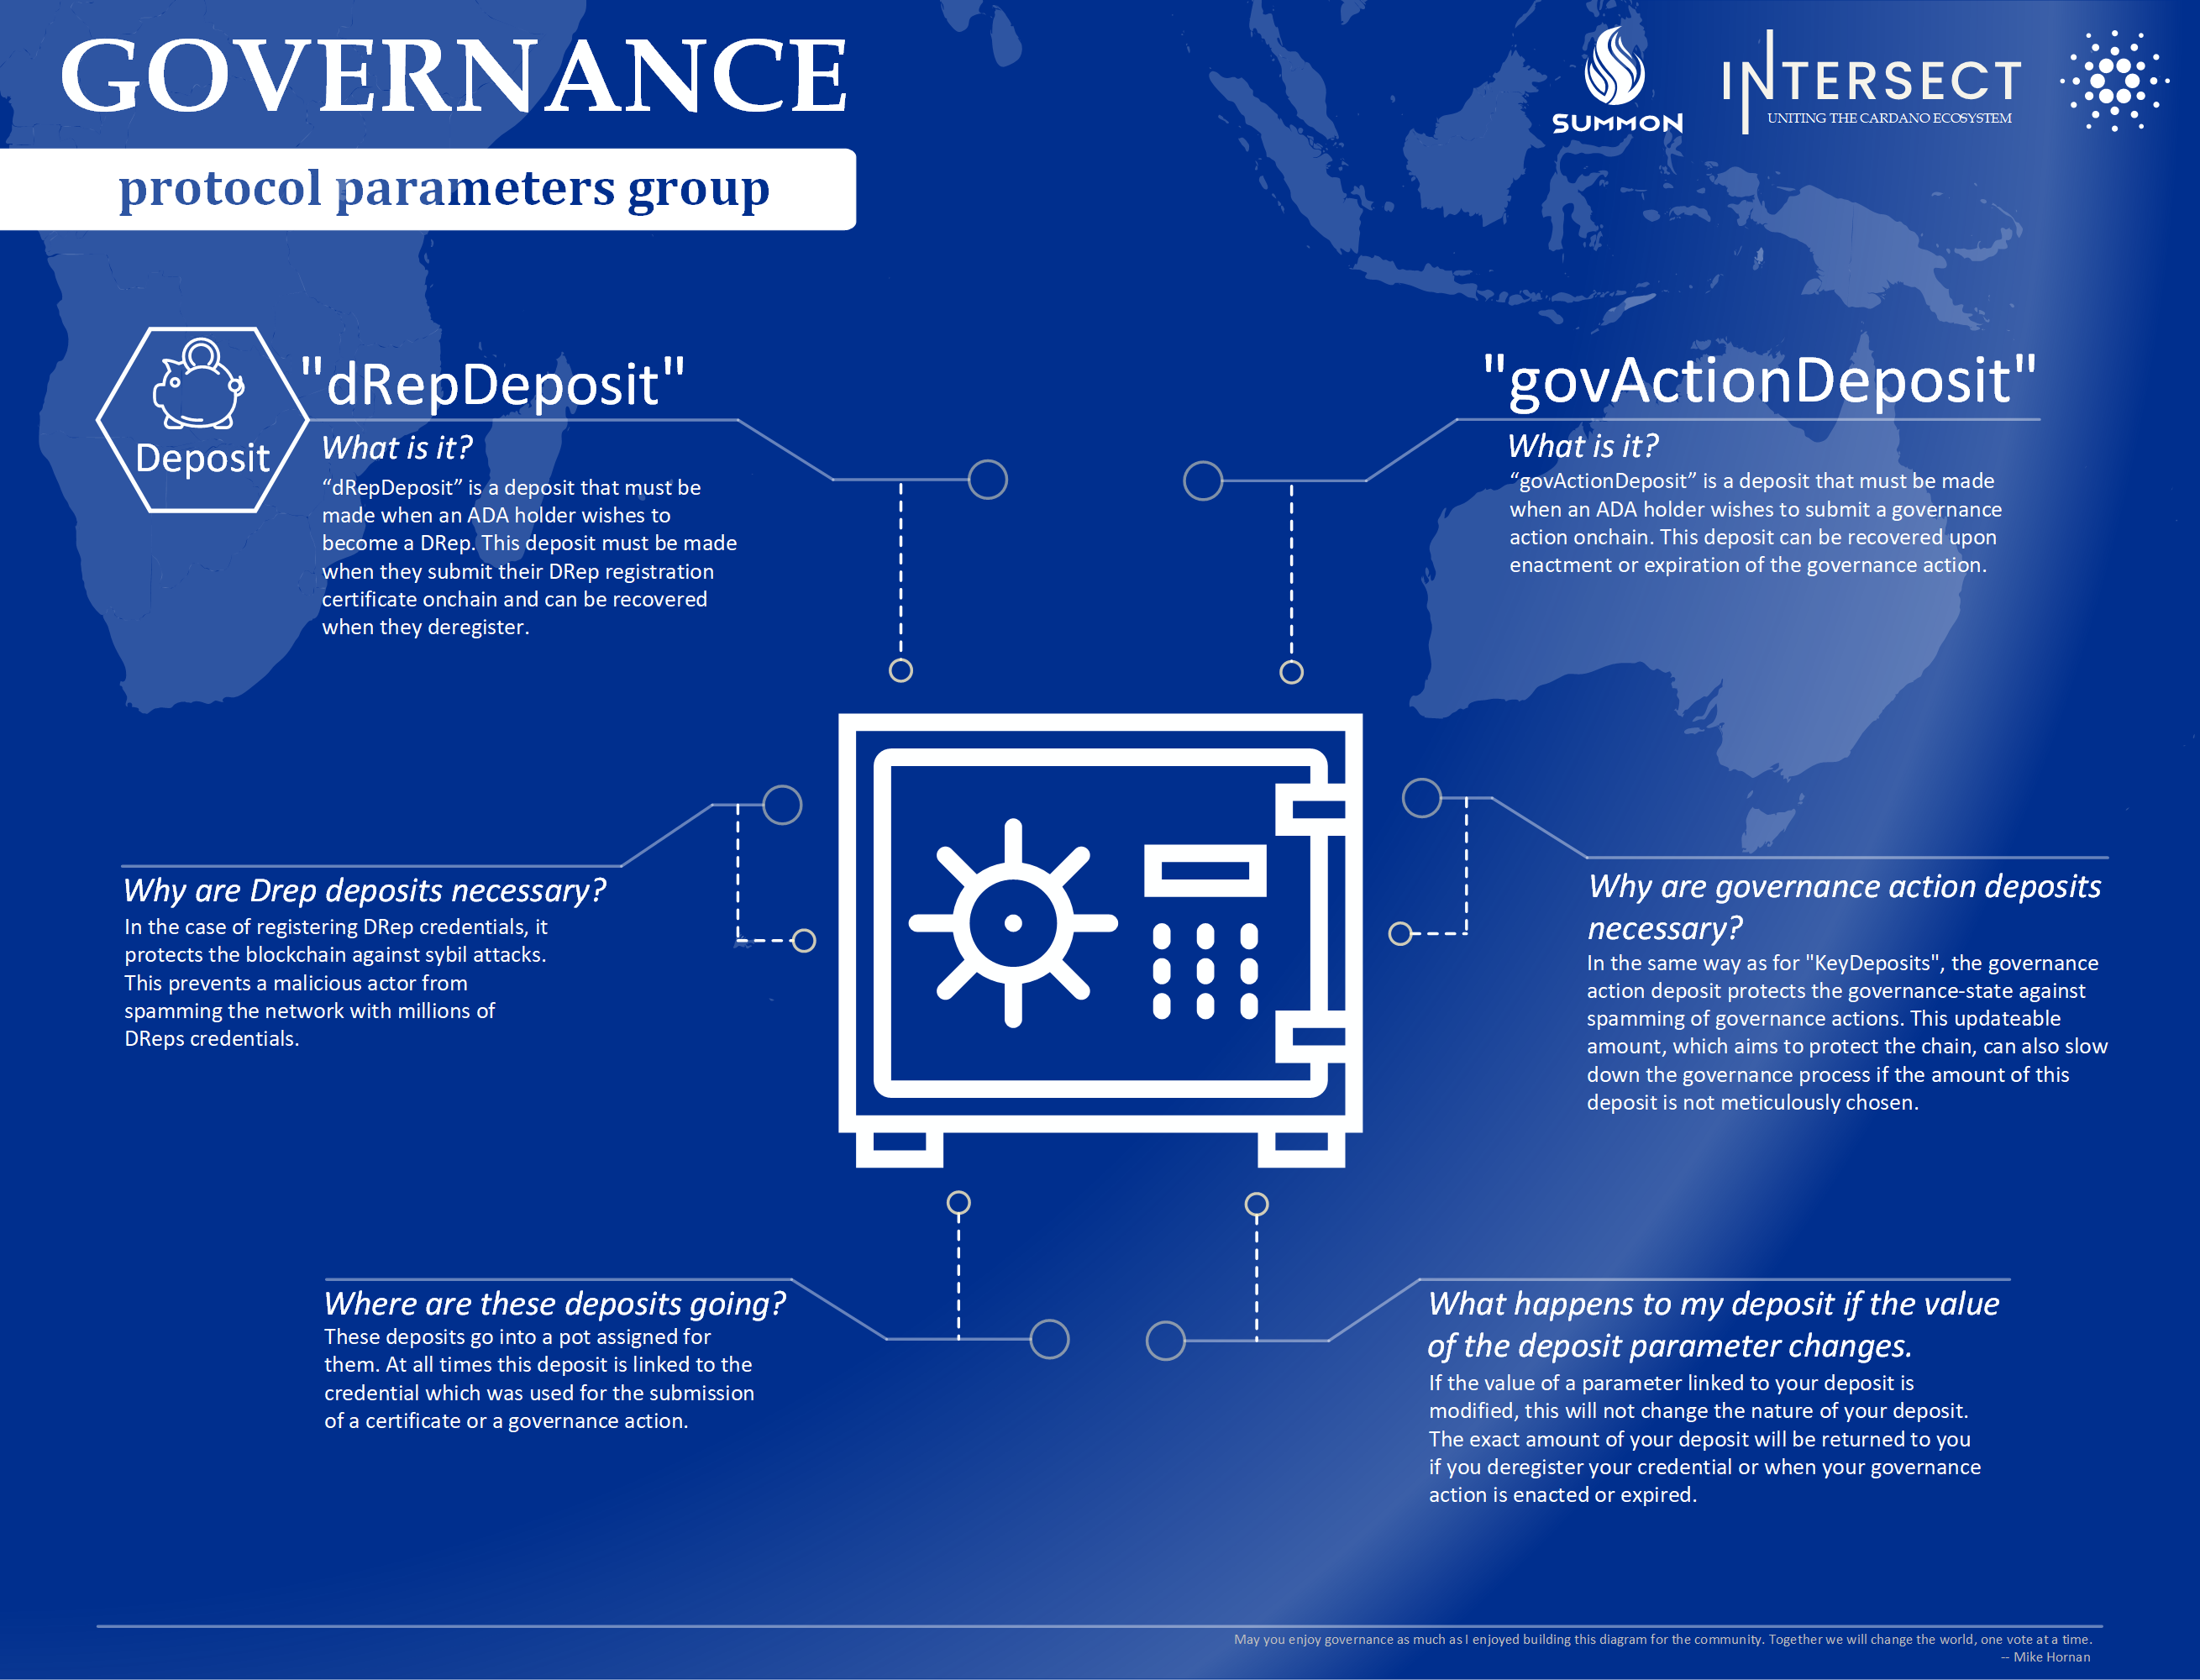 GOVERNANCE
protocol parameters group
SUMMON
INTERSECT
UNITING THE CARDANO ECOSYSTEM
Deposit
"dRepDeposit"
What is it?
“dRepDeposit” is a deposit that must be
made when an ADA holder wishes to
become a DRep. This deposit must be made
when they submit their DRep registration
certificate onchain and can be recovered
when they deregister.
"govActionDeposit"
What is it?
“govActionDeposit” is a deposit that must be made
when an ADA holder wishes to submit a governance
action onchain. This deposit can be recovered upon
enactment or expiration of the governance action.
Why are Drep deposits necessary?
In the case of registering DRep credentials, it
protects the blockchain against sybil attacks.
This prevents a malicious actor from
spamming the network with millions of
DReps credentials.
Why are governance action deposits
necessary?
In the same way as for "KeyDeposits", the governance
action deposit protects the governance-state against
spamming of governance actions. This updateable
amount, which aims to protect the chain, can also slow
down the governance process if the amount of this
deposit is not meticulously chosen.
Where are these deposits going?
These deposits go into a pot assigned for
them. At all times this deposit is linked to the
credential which was used for the submission
of a certificate or a governance action.
What happens to my deposit if the value
of the deposit parameter changes.
If the value of a parameter linked to your deposit is
modified, this will not change the nature of your deposit.
The exact amount of your deposit will be returned to you
if you deregister your credential or when your governance
action is enacted or expired.
May you enjoy governance as much as I enjoyed building this diagram for the community. Together we will change the world, one vote at a time.
-- Mike Hornan